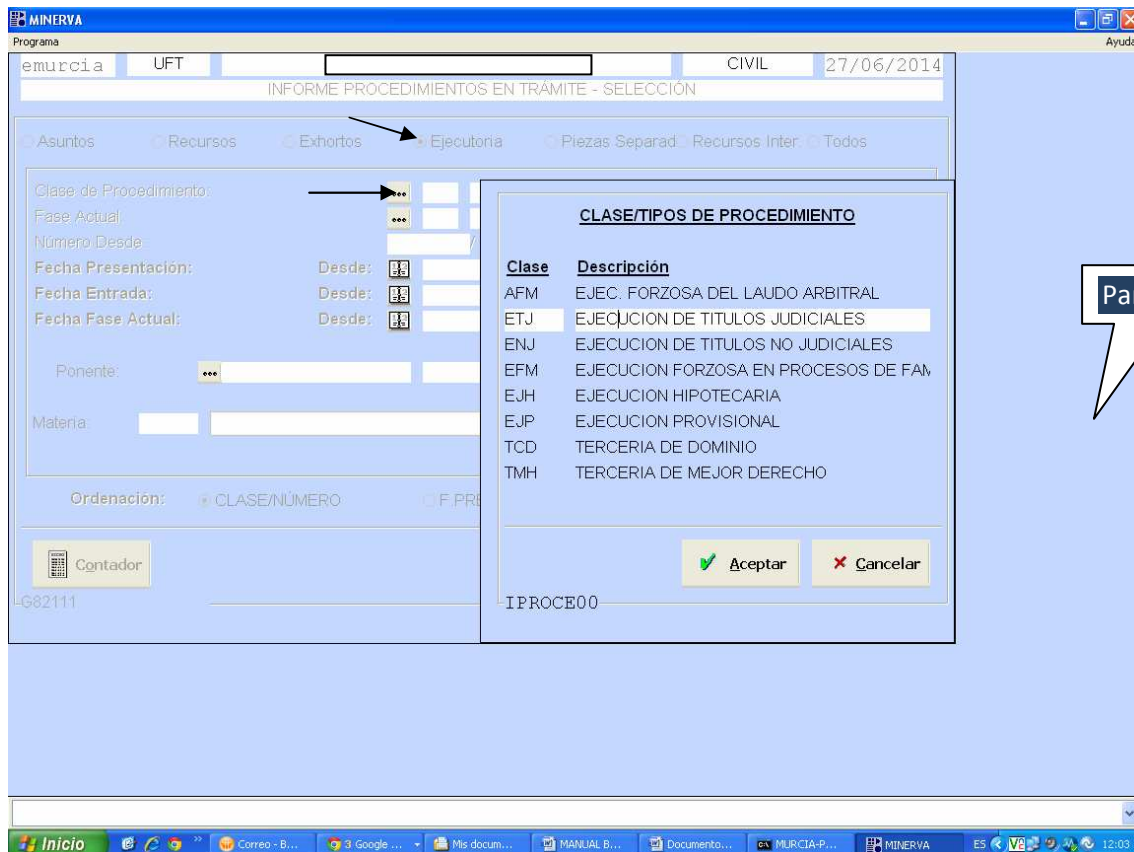 MINERVA
Programa Ayuda
emurcia UFT CIVIL 27/06/2014
INFORME PROCEDIMIENTOS EN TRÁMITE - SELECCIÓN
Asuntos Recursos Exhortos Ejecutoria Piezas Separad Recursos Inter. Todos
Clase de Procedimiento:
Fase Actual:
Número Desde /
Fecha Presentación: Desde:
Fecha Entrada: Desde:
Fecha Fase Actual: Desde:
Ponente:
Materia:
Ordenación: CLASE/NÚMERO F.PRE
Contador
G82111
CLASE/TIPOS DE PROCEDIMIENTO
Clase Descripción
AFM EJEC. FORZOSA DEL LAUDO ARBITRAL
ETJ EJECUCION DE TITULOS JUDICIALES
ENJ EJECUCION DE TITULOS NO JUDICIALES
EFM EJECUCION FORZOSA EN PROCESOS DE FAM
EJH EJECUCION HIPOTECARIA
EJP EJECUCION PROVISIONAL
TCD TERCERIA DE DOMINIO
TMH TERCERIA DE MEJOR DERECHO
Aceptar Cancelar
IPROCE00
Pa
Inicio Correo - B... 3 Google ... Mis docum... MANUAL B... Documento... MURCIA-P... MINERVA ES 12:03